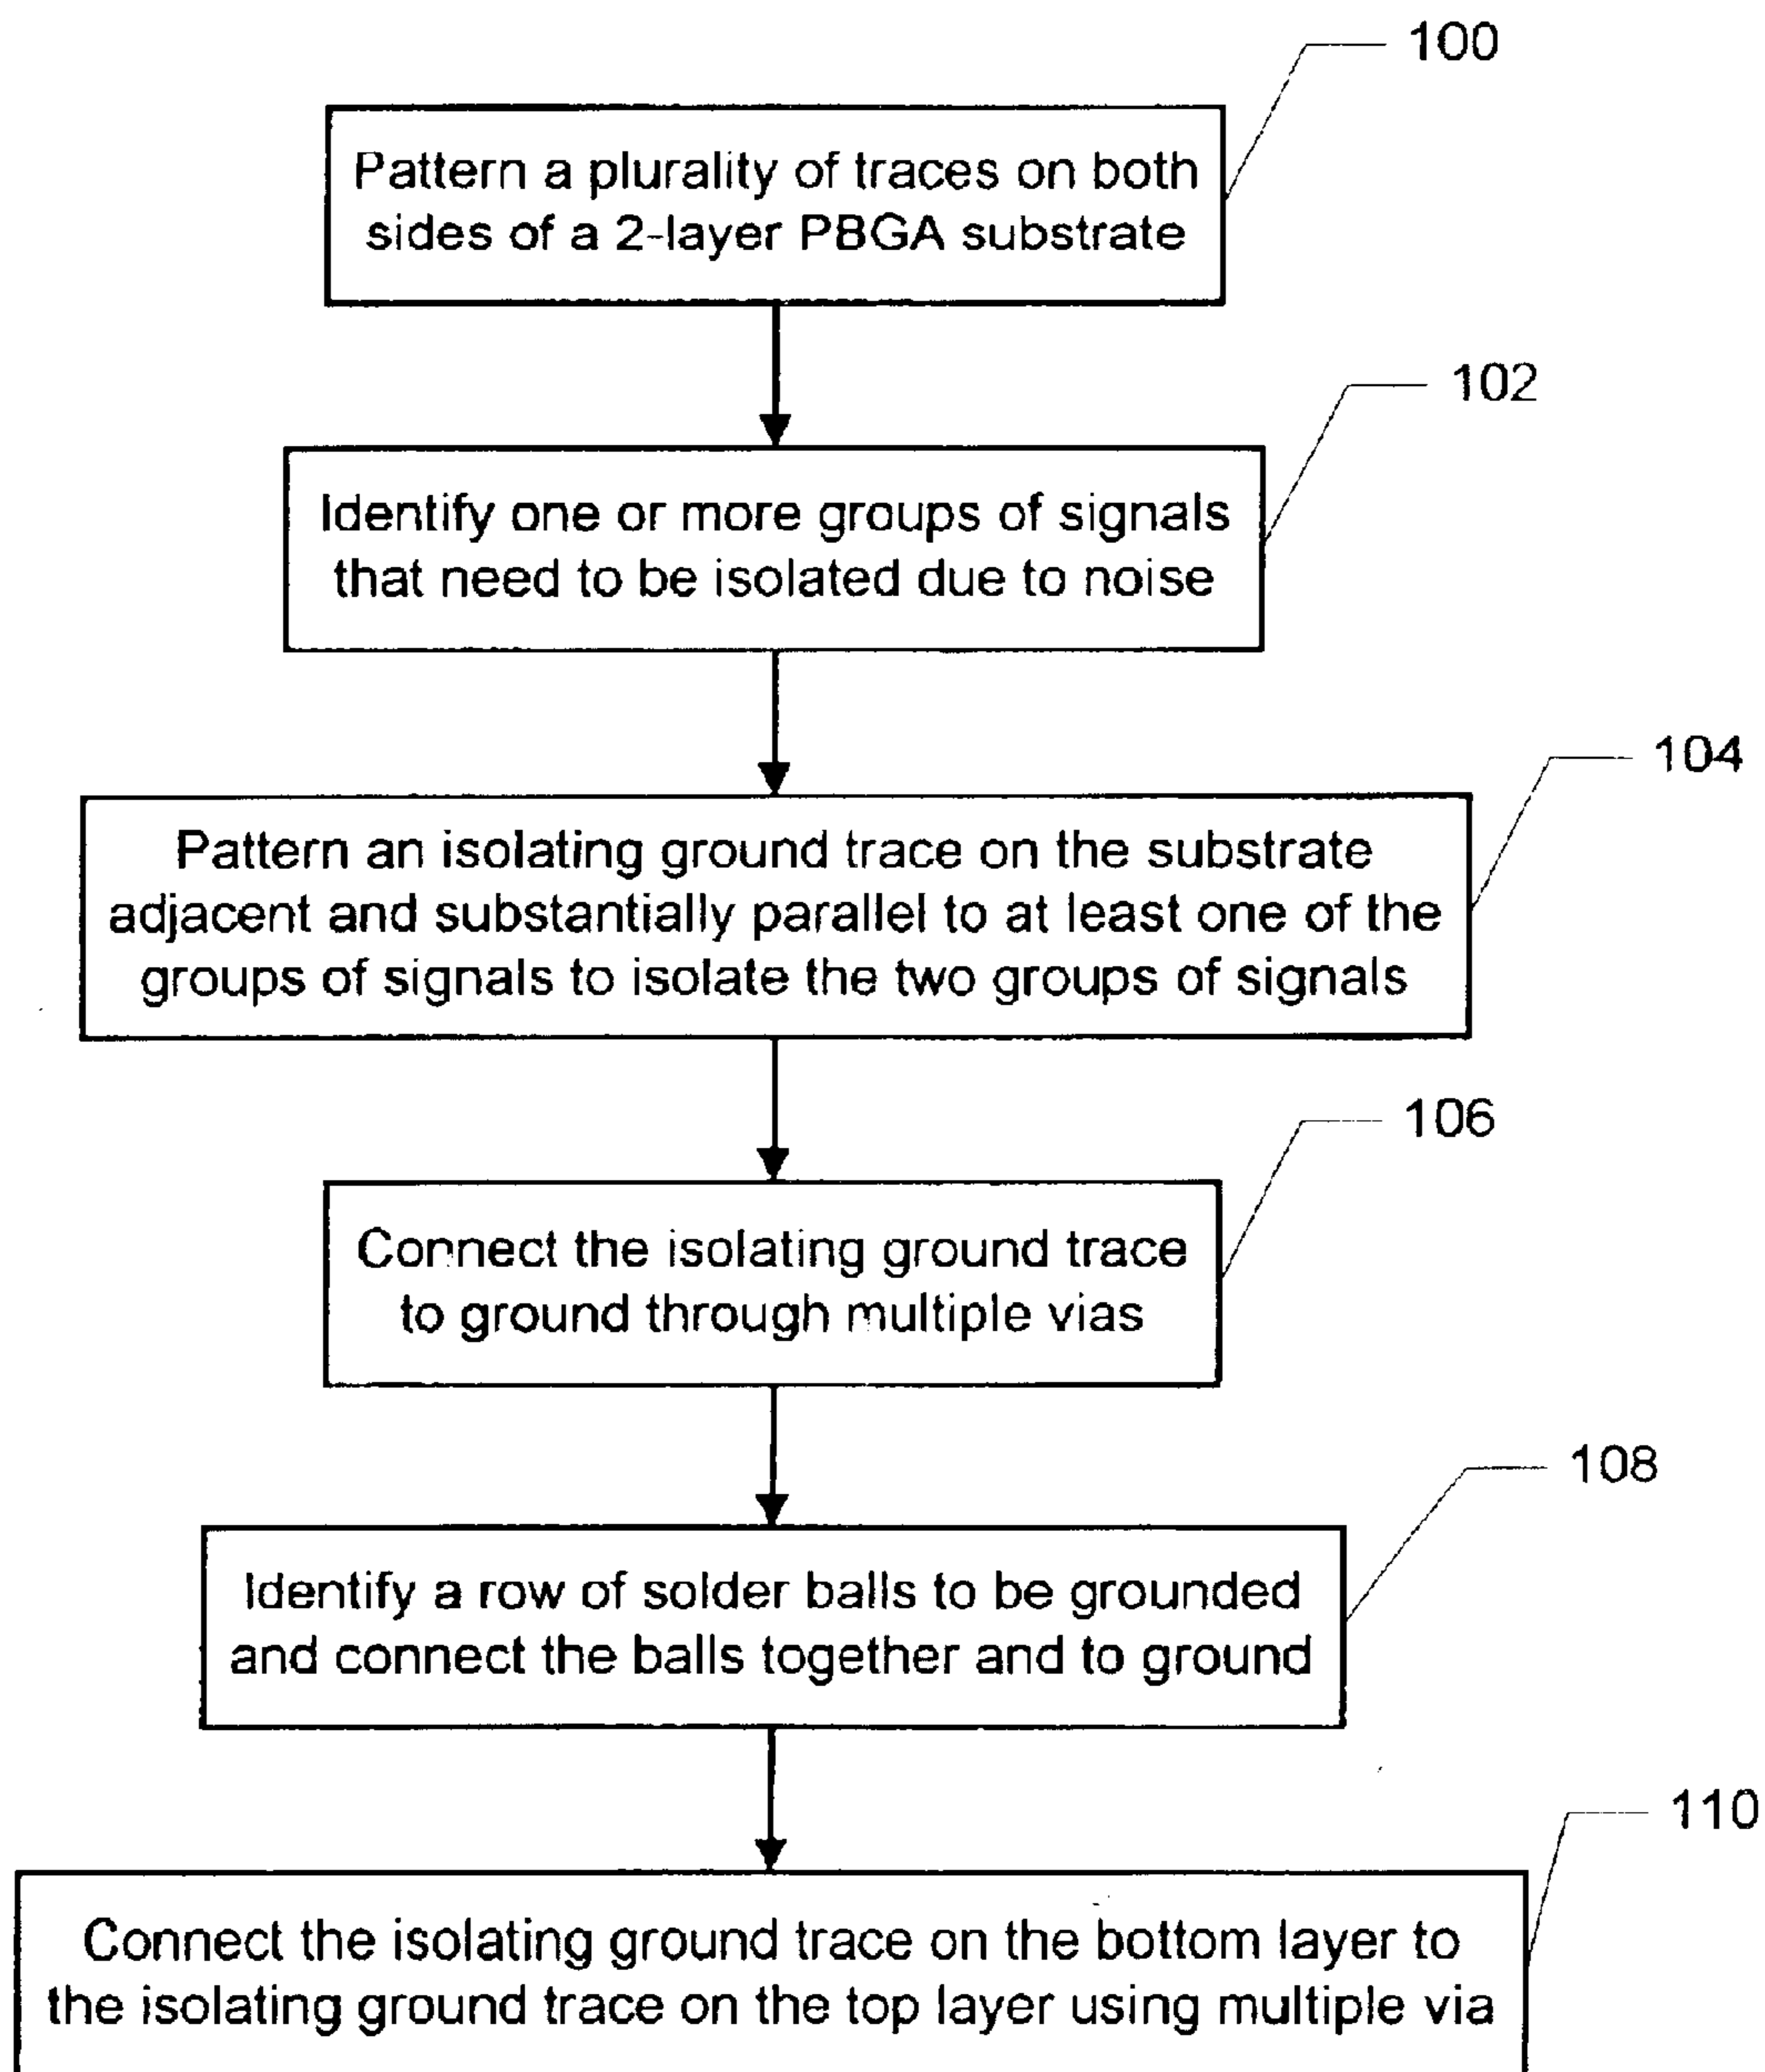 100
Pattern a plurality of traces on both
sides of a 2-layer PBGA substrate
102
Identify one or more groups of signals
that need to be isolated due to noise
104
Pattern an isolating ground trace on the substrate
adjacent and substantially parallel to at least one of the
groups of signals to isolate the two groups of signals
106
Connect the isolating ground trace
to ground through multiple vias
108
Identify a row of solder balls to be grounded
and connect the balls together and to ground
110
Connect the isolating ground trace on the bottom layer to
the isolating ground trace on the top layer using multiple via